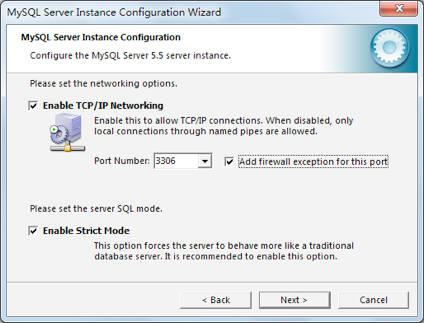 MySQL Server Instance Configuration Wizard
MySQL Server Instance Configuration
Configure the MySQL Server 5.5 server instance.
Please set the networking options.
Enable TCP/IP Networking
Enable this to allow TCP/IP connections. When disabled, only
local connections through named pipes are allowed.
Port Number: 3306 Add firewall exception for this port
Please set the server SQL mode.
Enable Strict Mode
This option forces the server to behave more like a traditional
database server. It is recommended to enable this option.
< Back Next > Cancel